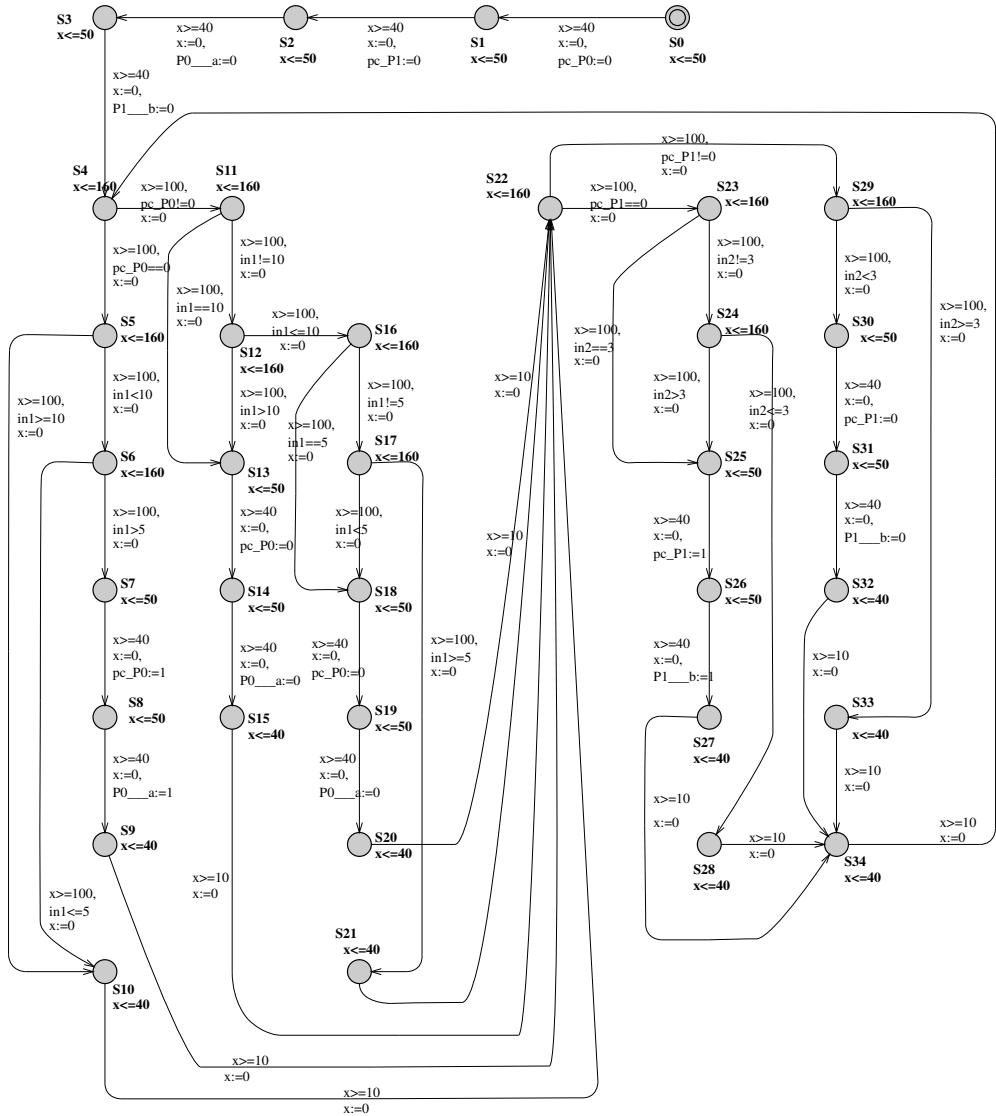 S3
x<=50
x>=40
x:=0,
P0___a:=0
S2
x<=50
x>=40
x:=0,
pc_P1:=0
S1
x<=50
x>=40
x:=0,
pc_P0:=0
S0
x<=50
x>=40
x:=0,
P1___b:=0
S4
x<=160
x>=100,
pc_P0!=0
x:=0
S11
x<=160
S22
x<=160
x>=100,
pc_P1!=0
x:=0
x>=100,
pc_P1==0
x:=0
S23
x<=160
S29
x<=160
x>=100,
pc_P0==0
x:=0
x>=100,
in1==10
x:=0
x>=100,
in1!=10
x:=0
x>=100,
in2!=3
x:=0
x>=100,
in2<3
x:=0
x>=100,
in2>=3
x:=0
S5
x<=160
S12
x<=160
x>=100,
in1<=10
x:=0
S16
x<=160
x>=100,
in2==3
x:=0
S24
x<=160
S30
x<=50
x>=100,
in1>=10
x:=0
x>=100,
in1<10
x:=0
x>=100,
in1>10
x:=0
x>=100,
in1==5
x:=0
x>=100,
in1!=5
x:=0
x>=10
x:=0
x>=100,
in2>3
x:=0
x>=100,
in2<=3
x:=0
x>=40
x:=0,
pc_P1:=0
S6
x<=160
S13
x<=50
S17
x<=160
S25
x<=50
S31
x<=50
x>=100,
in1>5
x:=0
x>=40
x:=0,
pc_P0:=0
x>=100,
in1<5
x:=0
x>=10
x:=0
x>=40
x:=0,
pc_P1:=1
x>=40
x:=0,
P1___b:=0
S7
x<=50
S14
x<=50
S18
x<=50
S26
x<=50
S32
x<=40
x>=40
x:=0,
pc_P0:=1
x>=40
x:=0,
P0___a:=0
x>=40
x:=0,
pc_P0:=0
x>=100,
in1>=5
x:=0
x>=40
x:=0,
P1___b:=1
x>=10
x:=0
S8
x<=50
S15
x<=40
S19
x<=50
S27
x<=40
S33
x<=40
x>=40
x:=0,
P0___a:=1
x>=40
x:=0,
P0___a:=0
x>=10
x:=0
x>=10
x:=0
S9
x<=40
S20
x<=40
S28
x<=40
x>=10
x:=0
S34
x<=40
x>=10
x:=0
x>=100,
in1<=5
x:=0
x>=10
x:=0
S21
x<=40
S10
x<=40
x>=10
x:=0
x>=10
x:=0